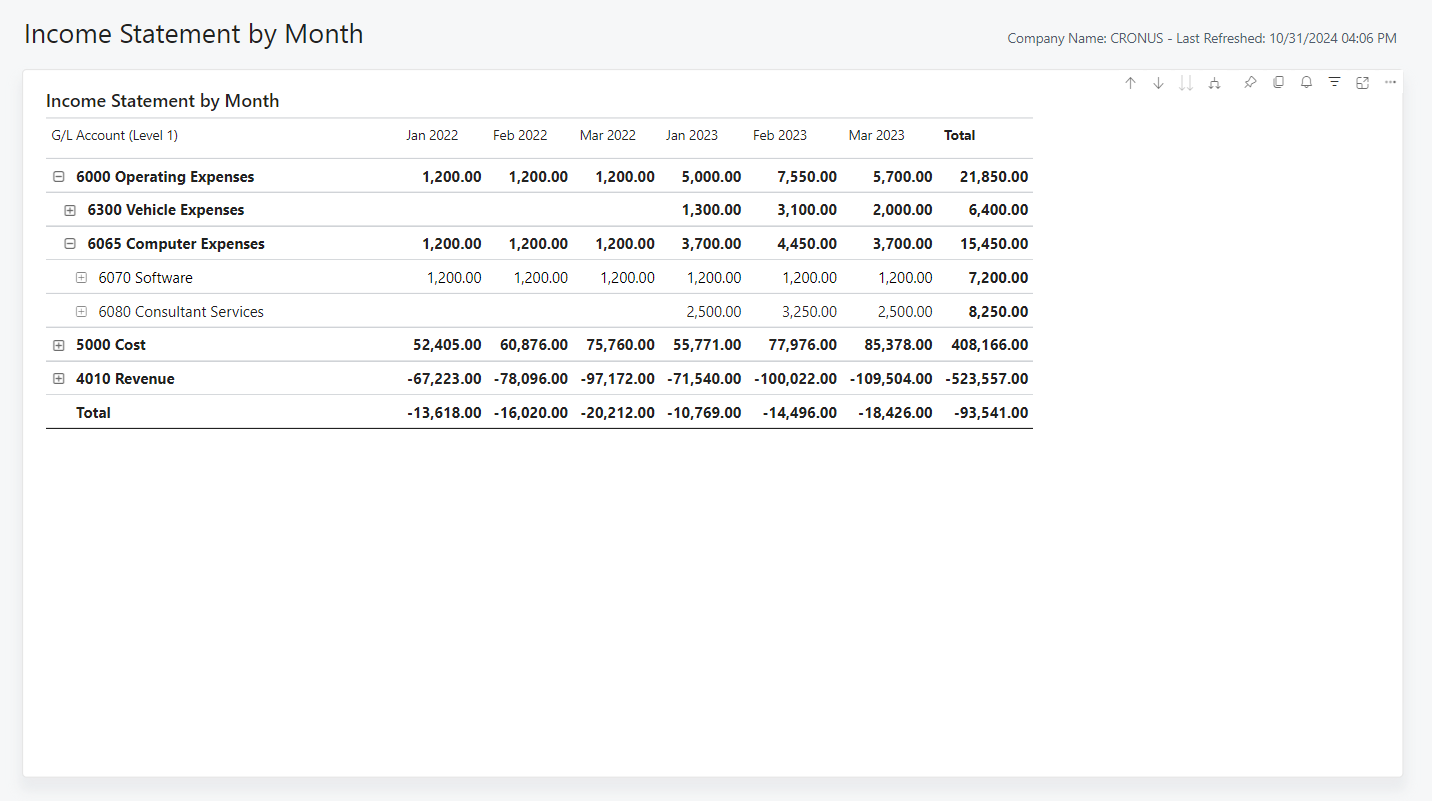 Income Statement by Month
Company Name: CRONUS - Last Refreshed: 10/31/2024 04:06 PM
Income Statement by Month
G/L Account (Level 1) Jan 2022 Feb 2022 Mar 2022 Jan 2023 Feb 2023 Mar 2023 Total
6000 Operating Expenses 1,200.00 1,200.00 1,200.00 5,000.00 7,550.00 5,700.00 21,850.00
6300 Vehicle Expenses 1,300.00 3,100.00 2,000.00 6,400.00
6065 Computer Expenses 1,200.00 1,200.00 1,200.00 3,700.00 4,450.00 3,700.00 15,450.00
6070 Software 1,200.00 1,200.00 1,200.00 1,200.00 1,200.00 1,200.00 7,200.00
6080 Consultant Services 2,500.00 3,250.00 2,500.00 8,250.00
5000 Cost 52,405.00 60,876.00 75,760.00 55,771.00 77,976.00 85,378.00 408,166.00
4010 Revenue -67,223.00 -78,096.00 -97,172.00 -71,540.00 -100,022.00 -109,504.00 -523,557.00
Total -13,618.00 -16,020.00 -20,212.00 -10,769.00 -14,496.00 -18,426.00 -93,541.00